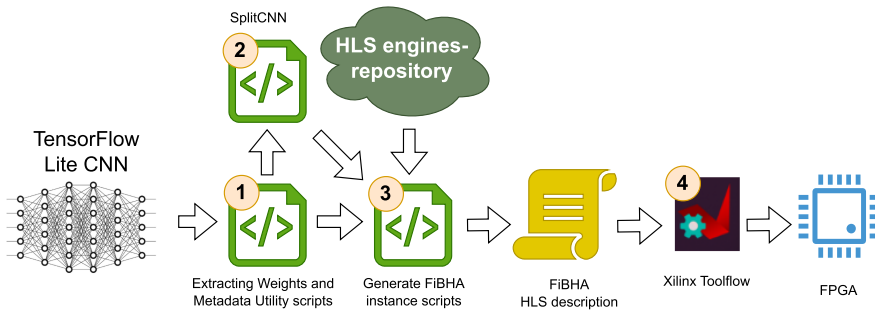 SplitCNN
2
HLS engines-
repository
TensorFlow
Lite CNN
1
3
4
Extracting Weights and
Metadata Utility scripts
Generate FiBHA
instance scripts
FiBHA
HLS description
Xilinx Toolflow
FPGA